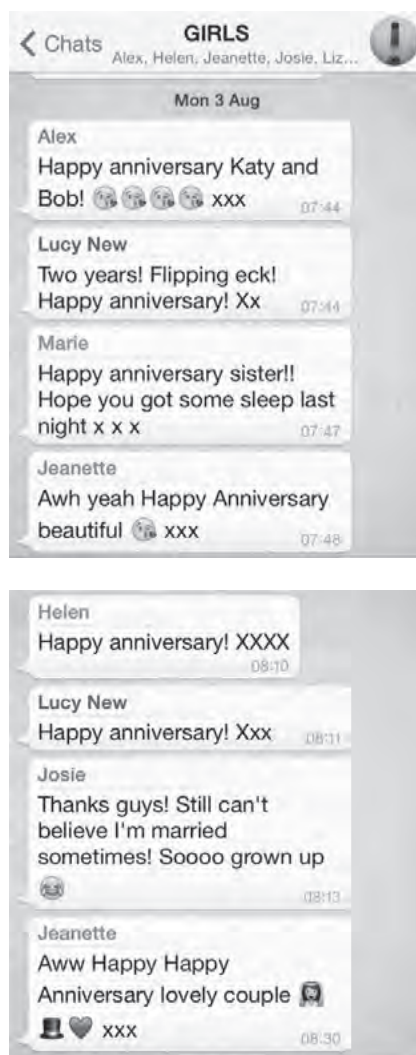 Chats
GIRLS
Alex, Helen, Jeanette, Josie, Liz...
Mon 3 Aug
Alex
Happy anniversary Katy and
Bob! 😘😘😘😘 xxx
07:44
Lucy New
Two years! Flipping eck!
Happy anniversary! Xx
07:44
Marie
Happy anniversary sister!!
Hope you got some sleep last
night x x x
07:47
Jeanette
Awh yeah Happy Anniversary
beautiful 😘 xxx
07:48
Helen
Happy anniversary! XXXX
08:10
Lucy New
Happy anniversary! Xxx
08:11
Josie
Thanks guys! Still can't
believe I'm married
sometimes! Soooo grown up
😂
08:13
Jeanette
Aww Happy Happy
Anniversary lovely couple 👰
🎩❤ xxx
08:30